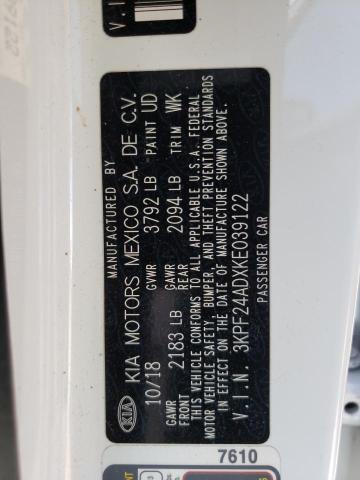 MANUFACTURED BY
KIA KIA MOTORS MEXICO S.A. DE C.V.
10/18 GVWR 3792 LB PAINT UD
GAWR FRONT 2183 LB GAWR REAR 2094 LB TRIM WK
THIS VEHICLE CONFORMS TO ALL APPLICABLE U.S.A. FEDERAL
MOTOR VEHICLE SAFETY, BUMPER, AND THEFT PREVENTION STANDARDS
IN EFFECT ON THE DATE OF MANUFACTURE SHOWN ABOVE.
V.I.N. 3KPF24ADXKE039122
PASSENGER CAR
7610
V.I